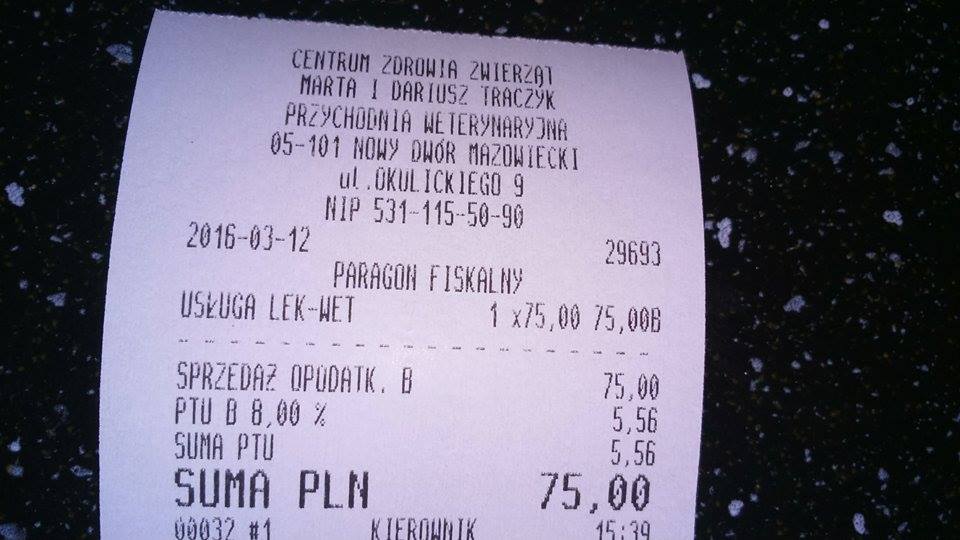 CENTRUM ZDROWIA ZWIERZĄT
MARTA I DARIUSZ TRACZYK
PRZYCHODNIA WETERYNARYJNA
05-101 NOWY DWÓR MAZOWIECKI
ul.OKULICKIEGO 9
NIP 531-115-50-90
2016-03-12 29693
PARAGON FISKALNY
USŁUGA LEK-WET 1 x75,00 75,00B
SPRZEDAŻ OPODATK. B 75,00
PTU B 8,00 % 5,56
SUMA PTU 5,56
SUMA PLN 75,00
00032 #1 KIEROWNIK 15:39